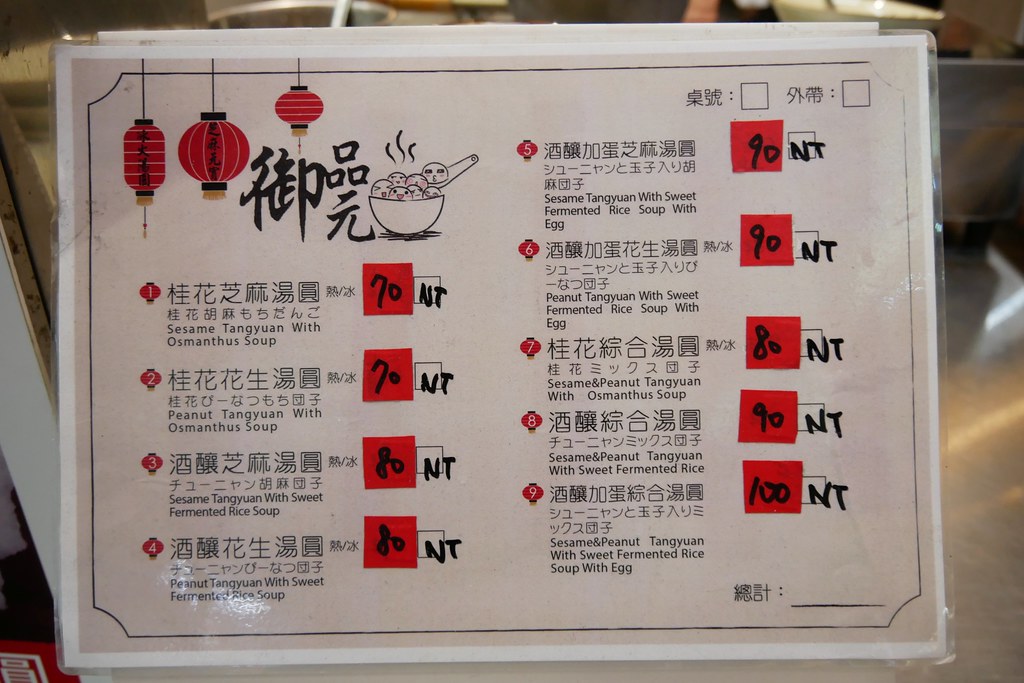 冰火湯圓
芝麻元寶
御品元
桌號： 外帶：
1 桂花芝麻湯圓 熱/冰 70 NT
桂花胡麻もちだんご
Sesame Tangyuan With
Osmanthus Soup
2 桂花花生湯圓 熱/冰 70 NT
桂花ぴーなつもち団子
Peanut Tangyuan With
Osmanthus Soup
3 酒釀芝麻湯圓 熱/冰 80 NT
チューニャン胡麻団子
Sesame Tangyuan With Sweet
Fermented Rice Soup
4 酒釀花生湯圓 熱/冰 80 NT
チューニャンぴーなつ団子
Peanut Tangyuan With Sweet
Fermented Rice Soup
5 酒釀加蛋芝麻湯圓 90 NT
シューニャンと玉子入り胡
麻団子
Sesame Tangyuan With Sweet
Fermented Rice Soup With
Egg
6 酒釀加蛋花生湯圓 熱/冰 90 NT
シューニャンと玉子入りぴ
ーなつ団子
Peanut Tangyuan With Sweet
Fermented Rice Soup With
Egg
7 桂花綜合湯圓 熱/冰 80 NT
桂花ミックス団子
Sesame&Peanut Tangyuan
With Osmanthus Soup
8 酒釀綜合湯圓 90 NT
チューニャンミックス団子
Sesame&Peanut Tangyuan
With Sweet Fermented Rice
9 酒釀加蛋綜合湯圓 100 NT
シューニャンと玉子入りミ
ックス団子
Sesame&Peanut Tangyuan
With Sweet Fermented Rice
Soup With Egg
總計：
圓